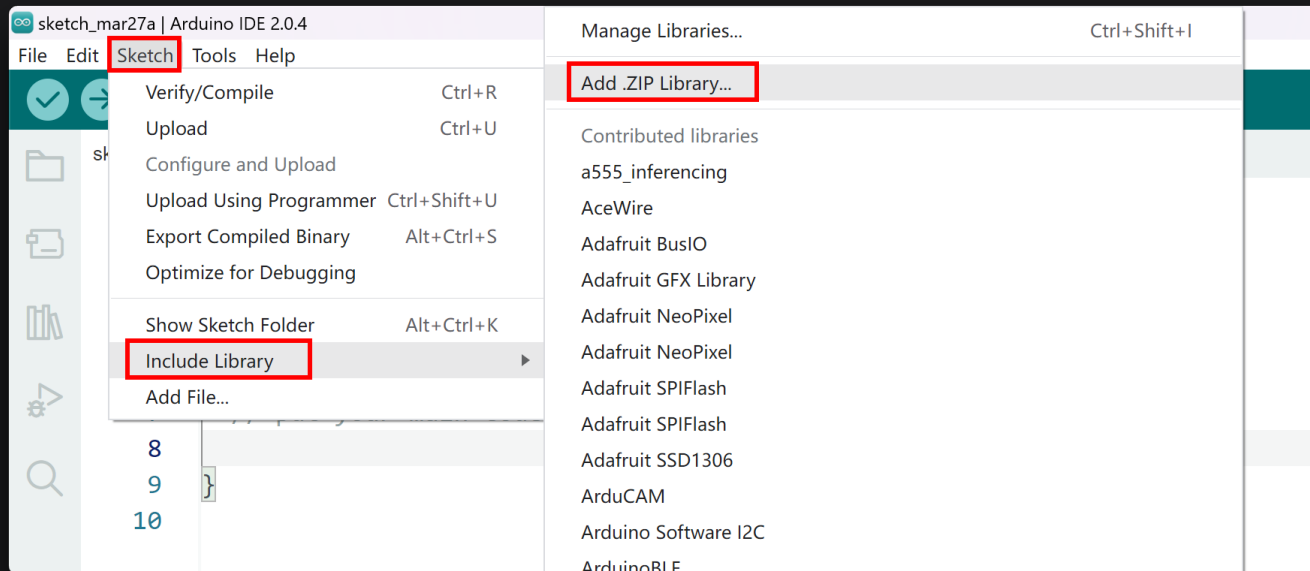 sketch_mar27a | Arduino IDE 2.0.4
File Edit Sketch Tools Help
Verify/Compile Ctrl+R
Upload Ctrl+U
Configure and Upload
Upload Using Programmer Ctrl+Shift+U
Export Compiled Binary Alt+Ctrl+S
Optimize for Debugging
Show Sketch Folder Alt+Ctrl+K
Include Library
Add File...
8
9 }
10
Manage Libraries... Ctrl+Shift+I
Add .ZIP Library...
Contributed libraries
a555_inferencing
AceWire
Adafruit BusIO
Adafruit GFX Library
Adafruit NeoPixel
Adafruit NeoPixel
Adafruit SPIFlash
Adafruit SPIFlash
Adafruit SSD1306
ArduCAM
Arduino Software I2C
ArduinoBLE